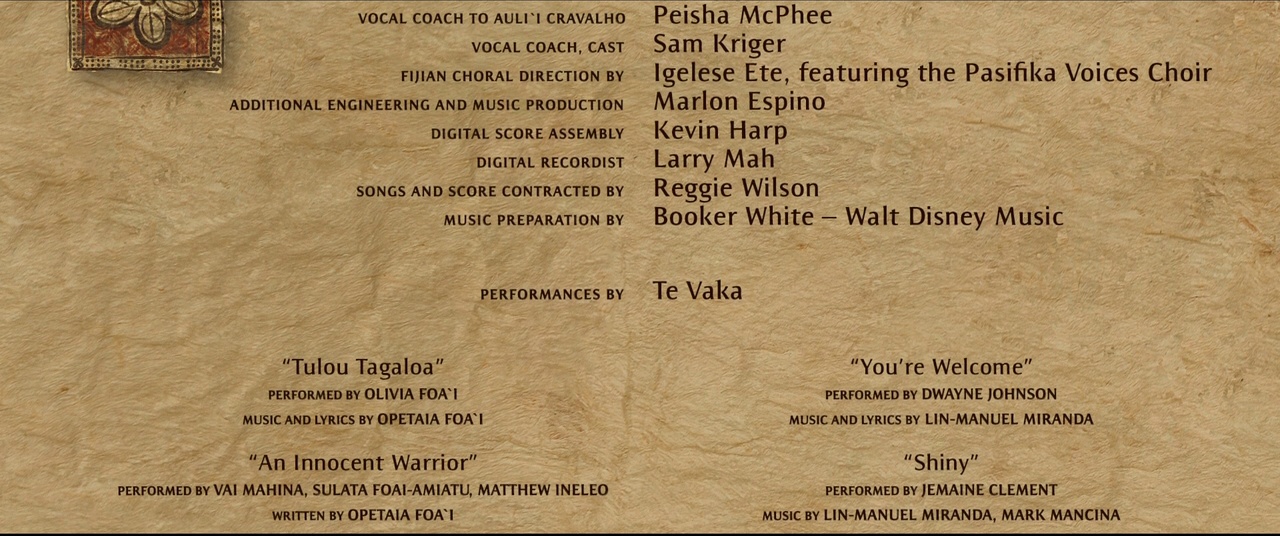 VOCAL COACH TO AULI`I CRAVALHO Peisha McPhee
VOCAL COACH, CAST Sam Kriger
FIJIAN CHORAL DIRECTION BY Igelese Ete, featuring the Pasifika Voices Choir
ADDITIONAL ENGINEERING AND MUSIC PRODUCTION Marlon Espino
DIGITAL SCORE ASSEMBLY Kevin Harp
DIGITAL RECORDIST Larry Mah
SONGS AND SCORE CONTRACTED BY Reggie Wilson
MUSIC PREPARATION BY Booker White – Walt Disney Music
PERFORMANCES BY Te Vaka
“Tulou Tagaloa”
PERFORMED BY OLIVIA FOA`I
MUSIC AND LYRICS BY OPETAIA FOA`I
“An Innocent Warrior”
PERFORMED BY VAI MAHINA, SULATA FOAI-AMIATU, MATTHEW INELEO
WRITTEN BY OPETAIA FOA`I
“You’re Welcome”
PERFORMED BY DWAYNE JOHNSON
MUSIC AND LYRICS BY LIN-MANUEL MIRANDA
“Shiny”
PERFORMED BY JEMAINE CLEMENT
MUSIC BY LIN-MANUEL MIRANDA, MARK MANCINA